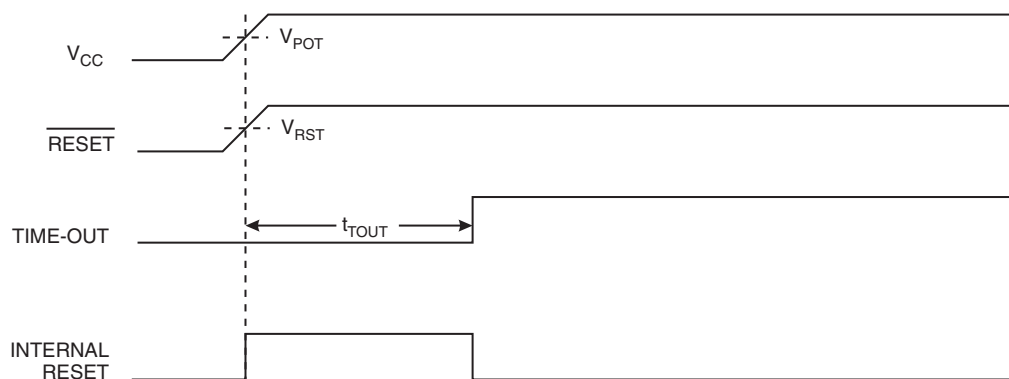 V_CC
V_POT
RESET
V_RST
TIME-OUT
t_TOUT
INTERNAL
RESET